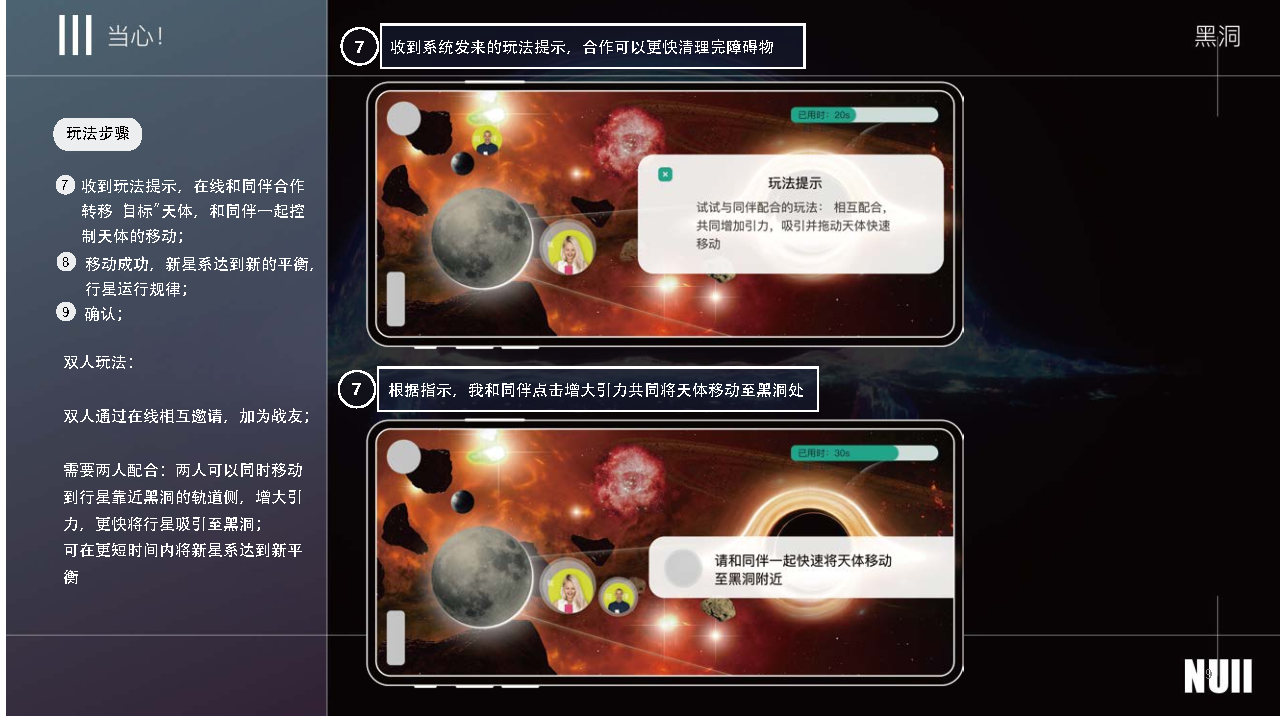 当心！
黑洞
玩法步骤
7 收到玩法提示，在线和同伴合作
转移 目标”天体，和同伴一起控
制天体的移动；
8 移动成功，新星系达到新的平衡，
行星运行规律；
9 确认；
双人玩法：
双人通过在线相互邀请，加为战友；
需要两人配合：两人可以同时移动
到行星靠近黑洞的轨道侧，增大引
力，更快将行星吸引至黑洞；
可在更短时间内将新星系达到新平
衡
7 收到系统发来的玩法提示，合作可以更快清理完障碍物
已用时：20s
玩法提示
试试与同伴配合的玩法： 相互配合，
共同增加引力，吸引并拖动天体快速
移动
7 根据指示，我和同伴点击增大引力共同将天体移动至黑洞处
已用时：30s
请和同伴一起快速将天体移动
至黑洞附近
NUII
9